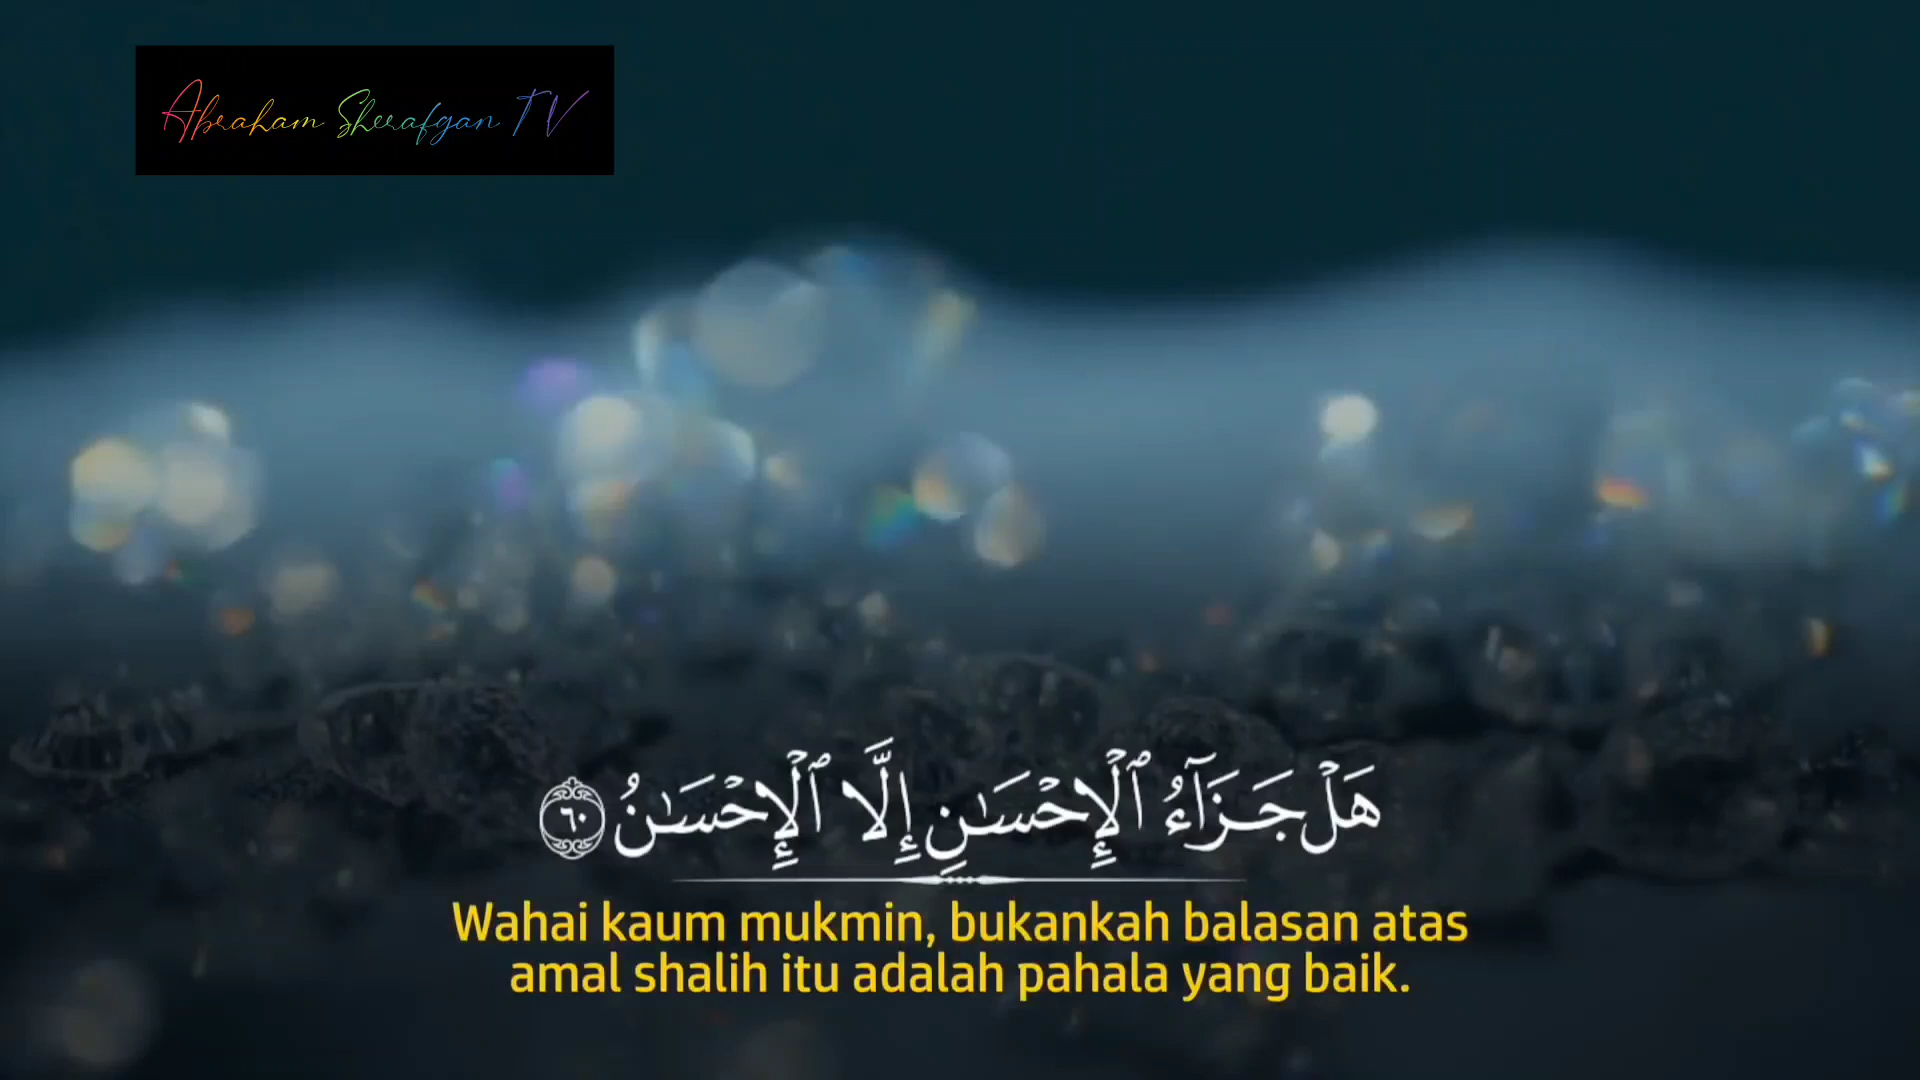 Abraham Sherafgan TV
هَلْ جَزَآءُ ٱلْإِحْسَٰنِ إِلَّا ٱلْإِحْسَٰنُ ٦٠
Wahai kaum mukmin, bukankah balasan atas
amal shalih itu adalah pahala yang baik.